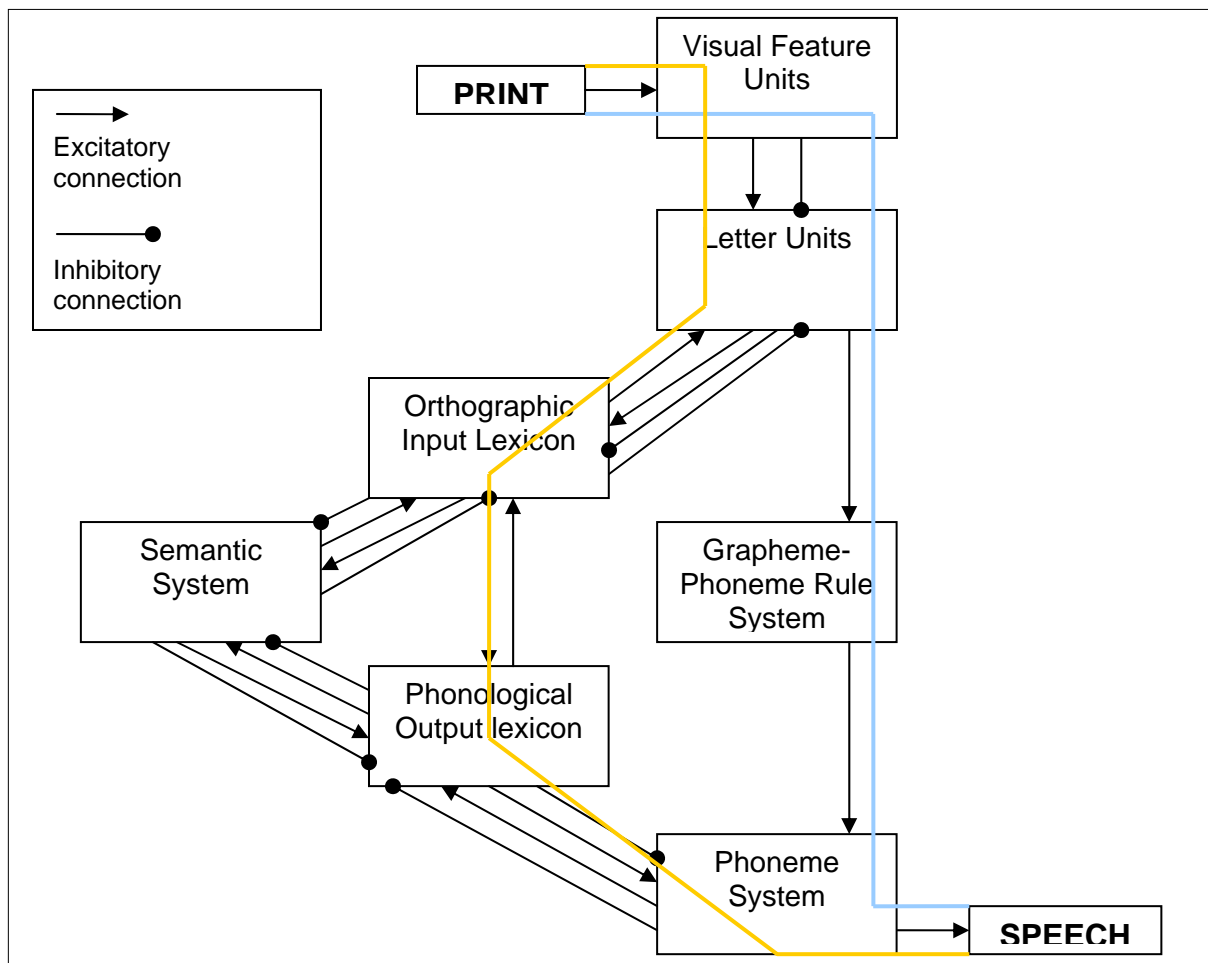 Visual Feature
Units
PRINT
Excitatory
connection
Letter Units
Inhibitory
connection
Orthographic
Input Lexicon
Semantic
System
Grapheme-
Phoneme Rule
System
Phonological
Output lexicon
Phoneme
System
SPEECH